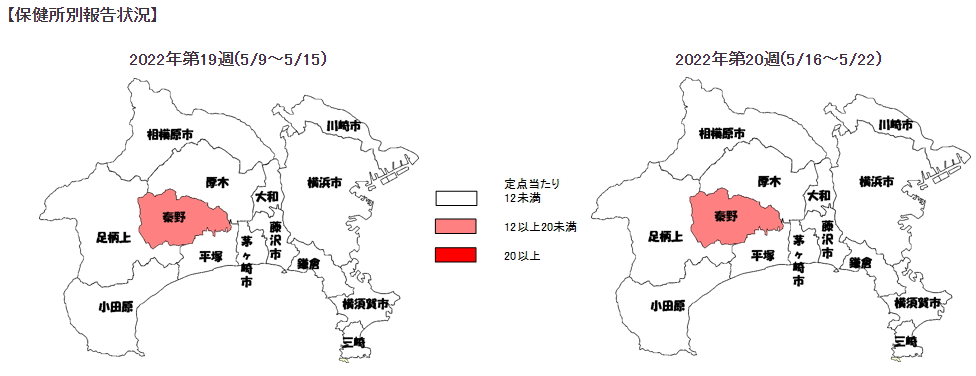 【保健所別報告状況】
2022年第19週(5/9～5/15)
2022年第20週(5/16～5/22)
川崎市
相模原市
厚木
横浜市
大和
秦野
足柄上
藤沢市
茅ヶ崎市
平塚
鎌倉
小田原
横須賀市
三崎
定点当たり
12未満
12以上20未満
20以上
川崎市
相模原市
厚木
横浜市
大和
秦野
足柄上
藤沢市
茅ヶ崎市
平塚
鎌倉
小田原
横須賀市
三崎